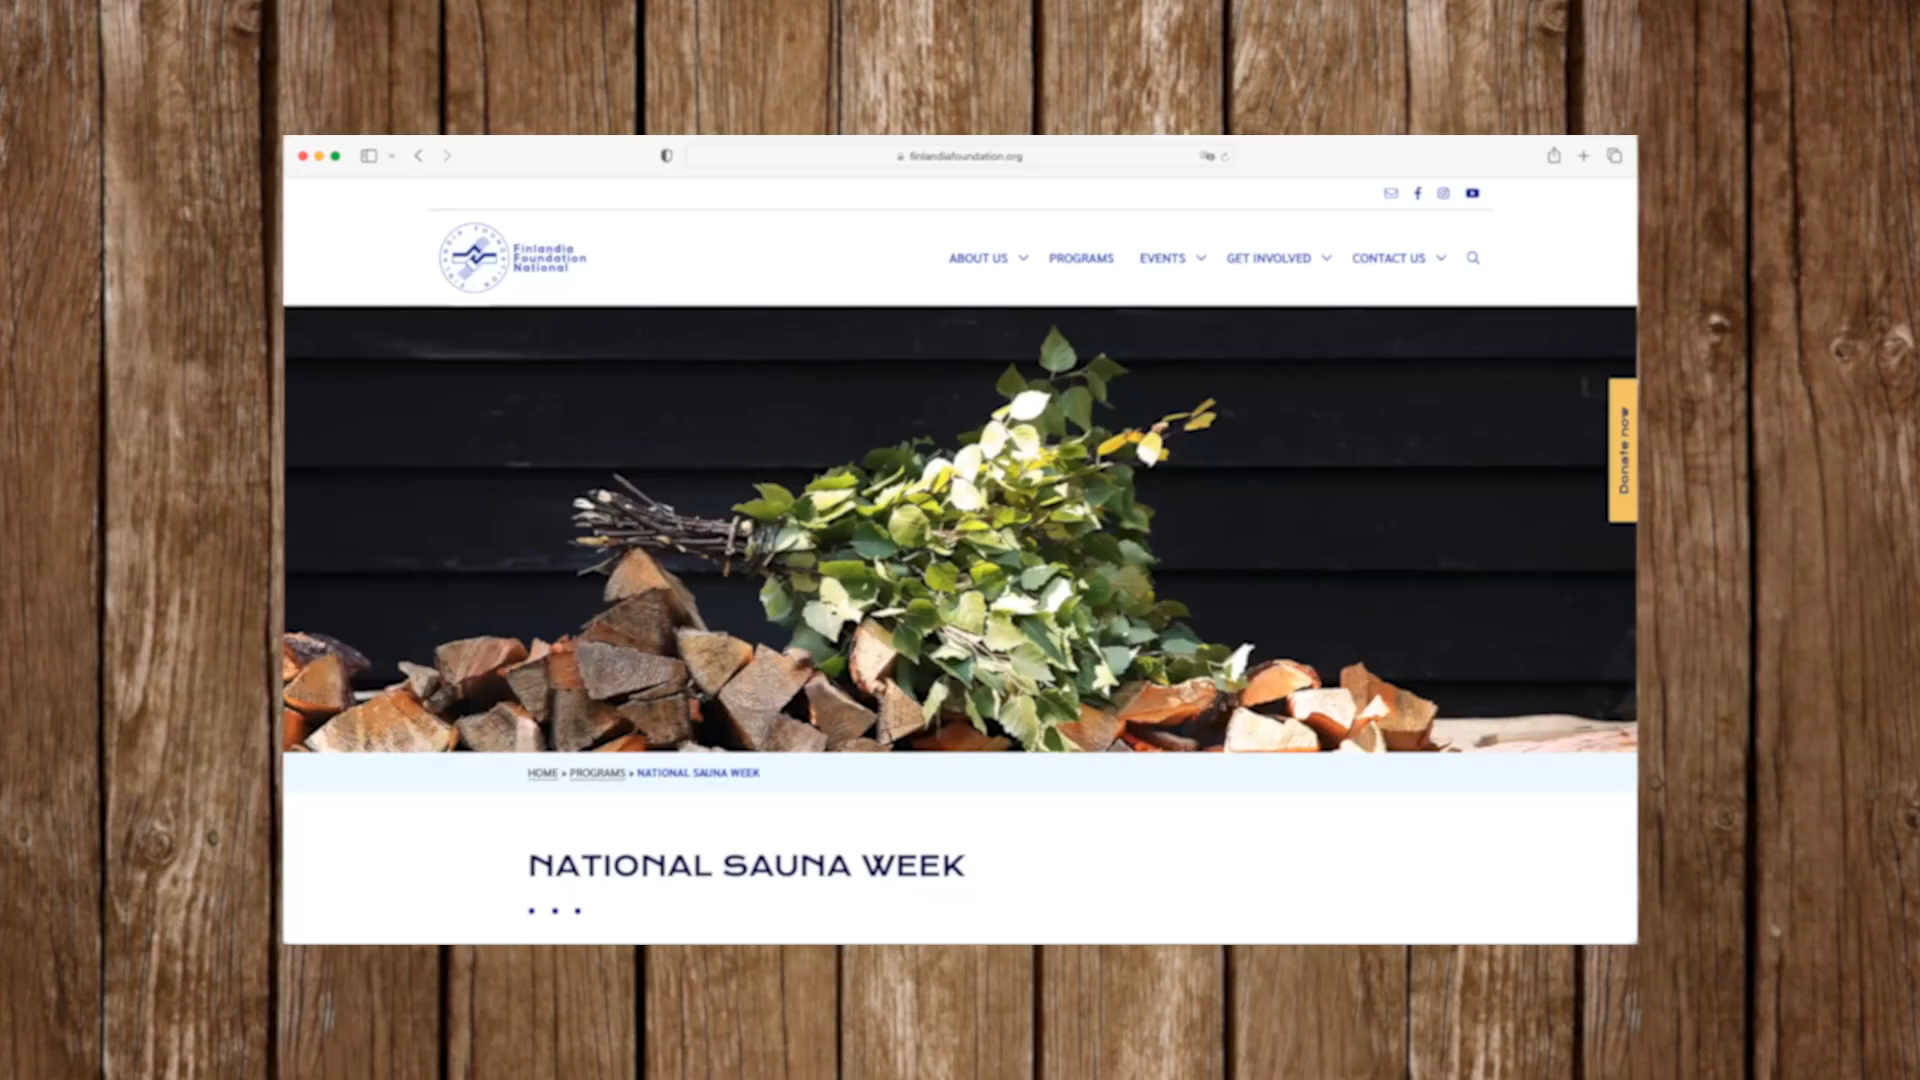 finlandiafoundation.org
Finlandia
Foundation
National
ABOUT US
PROGRAMS
EVENTS
GET INVOLVED
CONTACT US
Donate now
HOME » PROGRAMS » NATIONAL SAUNA WEEK
NATIONAL SAUNA WEEK